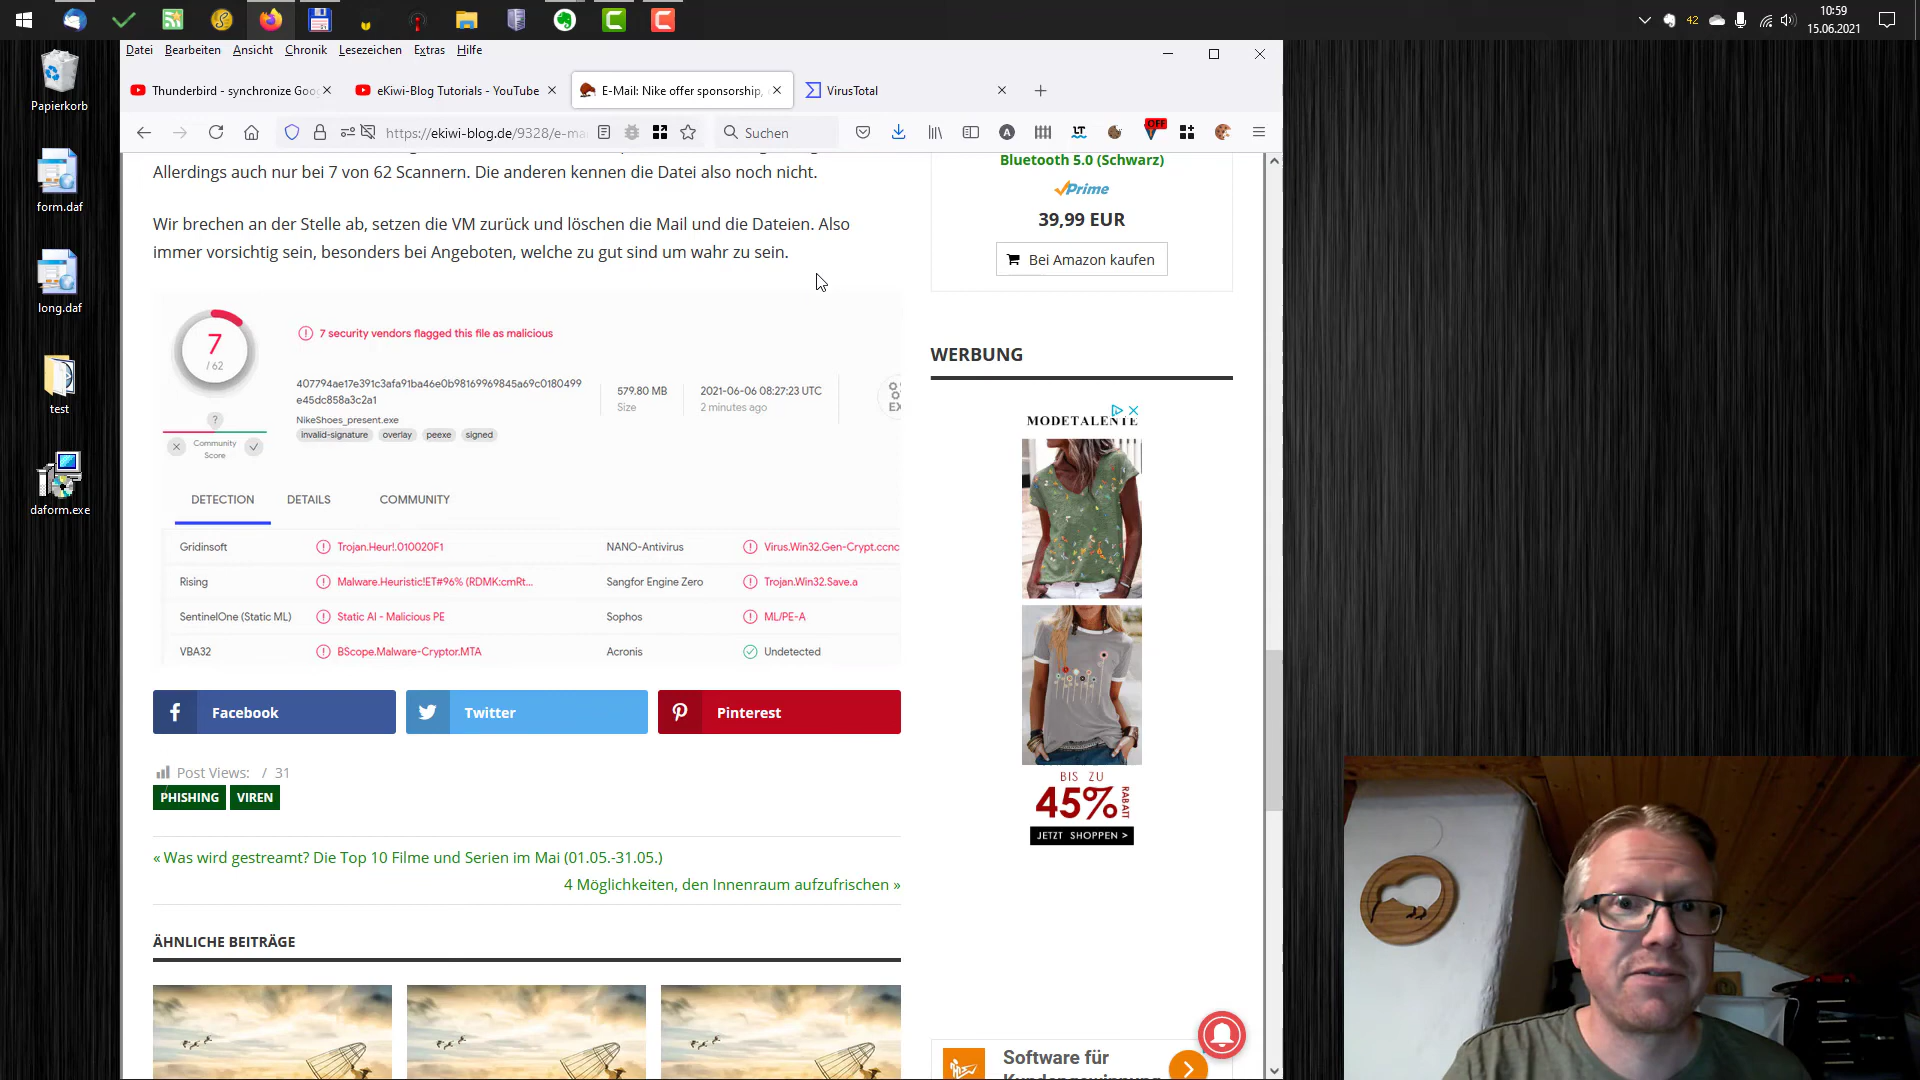 10:59
42
15.06.2021
Datei Bearbeiten Ansicht Chronik Lesezeichen Extras Hilfe
Papierkorb
form.daf
long.daf
test
daform.exe
Thunderbird - synchronize Goo
eKiwi-Blog Tutorials - YouTube
E-Mail: Nike offer sponsorship,
VirusTotal
https://ekiwi-blog.de/9328/e-ma
Suchen
OFF
Allerdings auch nur bei 7 von 62 Scannern. Die anderen kennen die Datei also noch nicht.
Wir brechen an der Stelle ab, setzen die VM zurück und löschen die Mail und die Dateien. Also
immer vorsichtig sein, besonders bei Angeboten, welche zu gut sind um wahr zu sein.
7
/ 62
?
Community
Score
7 security vendors flagged this file as malicious
407794ae17e391c3afa91ba46e0b98169969845a69c0180499
e45dc858a3c2a1
NikeShoes_present.exe
invalid-signature overlay peexe signed
579.80 MB
Size
2021-06-06 08:27:23 UTC
2 minutes ago
EX
DETECTION DETAILS COMMUNITY
Gridinsoft Trojan.Heur!.010020F1 NANO-Antivirus Virus.Win32.Gen-Crypt.ccnc
Rising Malware.Heuristic!ET#96% (RDMK:cmRt... Sangfor Engine Zero Trojan.Win32.Save.a
SentinelOne (Static ML) Static AI - Malicious PE Sophos ML/PE-A
VBA32 BScope.Malware-Cryptor.MTA Acronis Undetected
Facebook Twitter Pinterest
Post Views: / 31
PHISHING VIREN
« Was wird gestreamt? Die Top 10 Filme und Serien im Mai (01.05.-31.05.)
4 Möglichkeiten, den Innenraum aufzufrischen »
ÄHNLICHE BEITRÄGE
Bluetooth 5.0 (Schwarz)
Prime
39,99 EUR
Bei Amazon kaufen
WERBUNG
MODETALENTE
BIS ZU
45% RABATT
JETZT SHOPPEN >
Software für